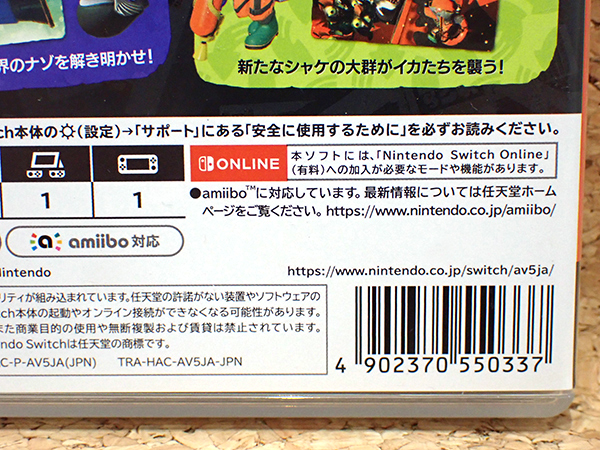 界のナゾを解き明かせ!
新たなシャケの大群がイカたちを襲う!
ch本体の(設定)→「サポート」にある「安全に使用するために」を必ずお読みください。
1 1
ONLINE
本ソフトには、「Nintendo Switch Online」
(有料)への加入が必要なモードや機能があります。
●amiibo™に対応しています。最新情報については任天堂ホーム
ページをご覧ください。https://www.nintendo.co.jp/amiibo/
a amiibo 対応
Nintendo
https://www.nintendo.co.jp/switch/av5ja/
リティが組み込まれています。任天堂の許諾がない装置やソフトウェアの
ch本体の起動やオンライン接続ができなくなる可能性があります。
また商業目的の使用や無断複製および賃貸は禁止されています。
endo Switchは任天堂の商標です。
C-P-AV5JA(JPN) TRA-HAC-AV5JA-JPN
4 902370 550337